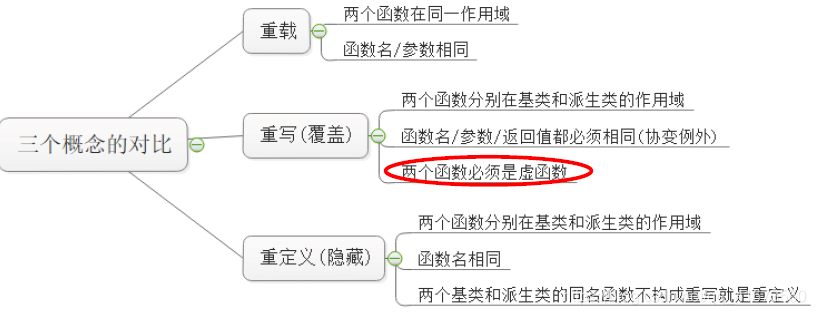 三个概念的对比
重载
两个函数在同一作用域
函数名/参数相同
重写(覆盖)
两个函数分别在基类和派生类的作用域
函数名/参数/返回值都必须相同(协变例外)
两个函数必须是虚函数
重定义(隐藏)
两个函数分别在基类和派生类的作用域
函数名相同
两个基类和派生类的同名函数不构成重写就是重定义